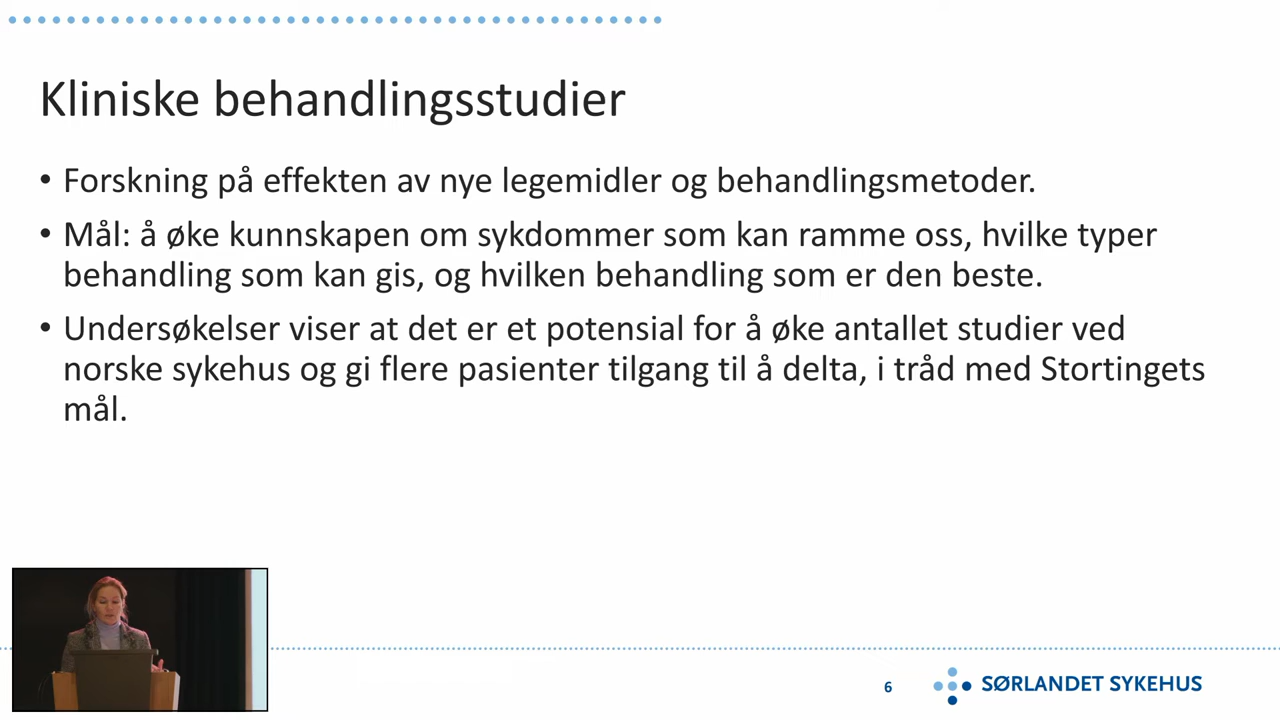 Kliniske behandlingsstudier
• Forskning på effekten av nye legemidler og behandlingsmetoder.
• Mål: å øke kunnskapen om sykdommer som kan ramme oss, hvilke typer
behandling som kan gis, og hvilken behandling som er den beste.
• Undersøkelser viser at det er et potensial for å øke antallet studier ved
norske sykehus og gi flere pasienter tilgang til å delta, i tråd med Stortingets
mål.
6
SØRLANDET SYKEHUS